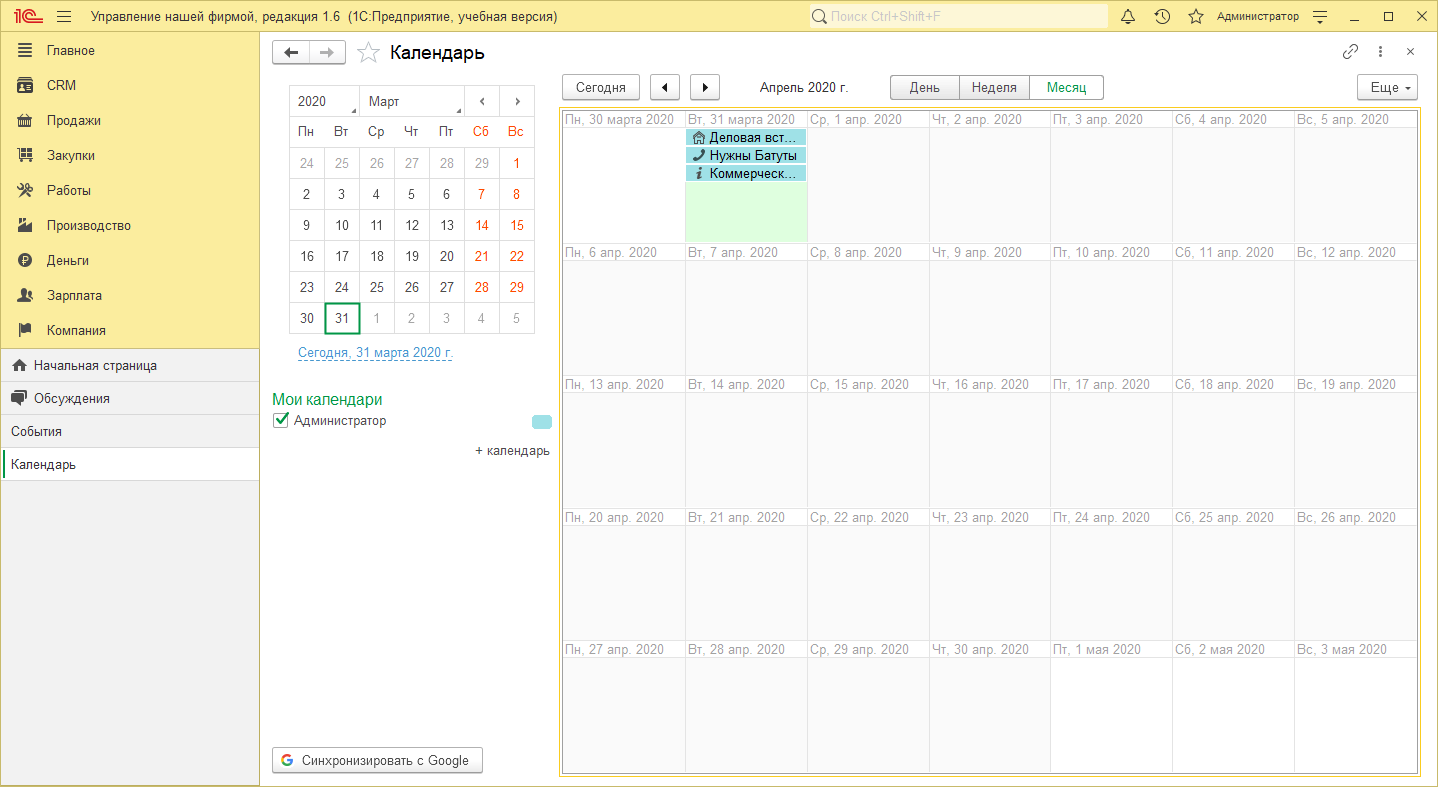 1С Управление нашей фирмой, редакция 1.6 (1С:Предприятие, учебная версия) Поиск Ctrl+Shift+F Администратор
Главное
CRM
Продажи
Закупки
Работы
Производство
Деньги
Зарплата
Компания
Начальная страница
Обсуждения
События
Календарь
Календарь
2020 Март
Пн Вт Ср Чт Пт Сб Вс
24 25 26 27 28 29 1
2 3 4 5 6 7 8
9 10 11 12 13 14 15
16 17 18 19 20 21 22
23 24 25 26 27 28 29
30 31 1 2 3 4 5
Сегодня, 31 марта 2020 г.
Мои календари
Администратор
+ календарь
Синхронизировать с Google
Сегодня Апрель 2020 г. День Неделя Месяц Еще
Пн, 30 марта 2020 Вт, 31 марта 2020 Ср, 1 апр. 2020 Чт, 2 апр. 2020 Пт, 3 апр. 2020 Сб, 4 апр. 2020 Вс, 5 апр. 2020
Деловая вст...
Нужны Батуты
Коммерческ...
Пн, 6 апр. 2020 Вт, 7 апр. 2020 Ср, 8 апр. 2020 Чт, 9 апр. 2020 Пт, 10 апр. 2020 Сб, 11 апр. 2020 Вс, 12 апр. 2020
Пн, 13 апр. 2020 Вт, 14 апр. 2020 Ср, 15 апр. 2020 Чт, 16 апр. 2020 Пт, 17 апр. 2020 Сб, 18 апр. 2020 Вс, 19 апр. 2020
Пн, 20 апр. 2020 Вт, 21 апр. 2020 Ср, 22 апр. 2020 Чт, 23 апр. 2020 Пт, 24 апр. 2020 Сб, 25 апр. 2020 Вс, 26 апр. 2020
Пн, 27 апр. 2020 Вт, 28 апр. 2020 Ср, 29 апр. 2020 Чт, 30 апр. 2020 Пт, 1 мая 2020 Сб, 2 мая 2020 Вс, 3 мая 2020